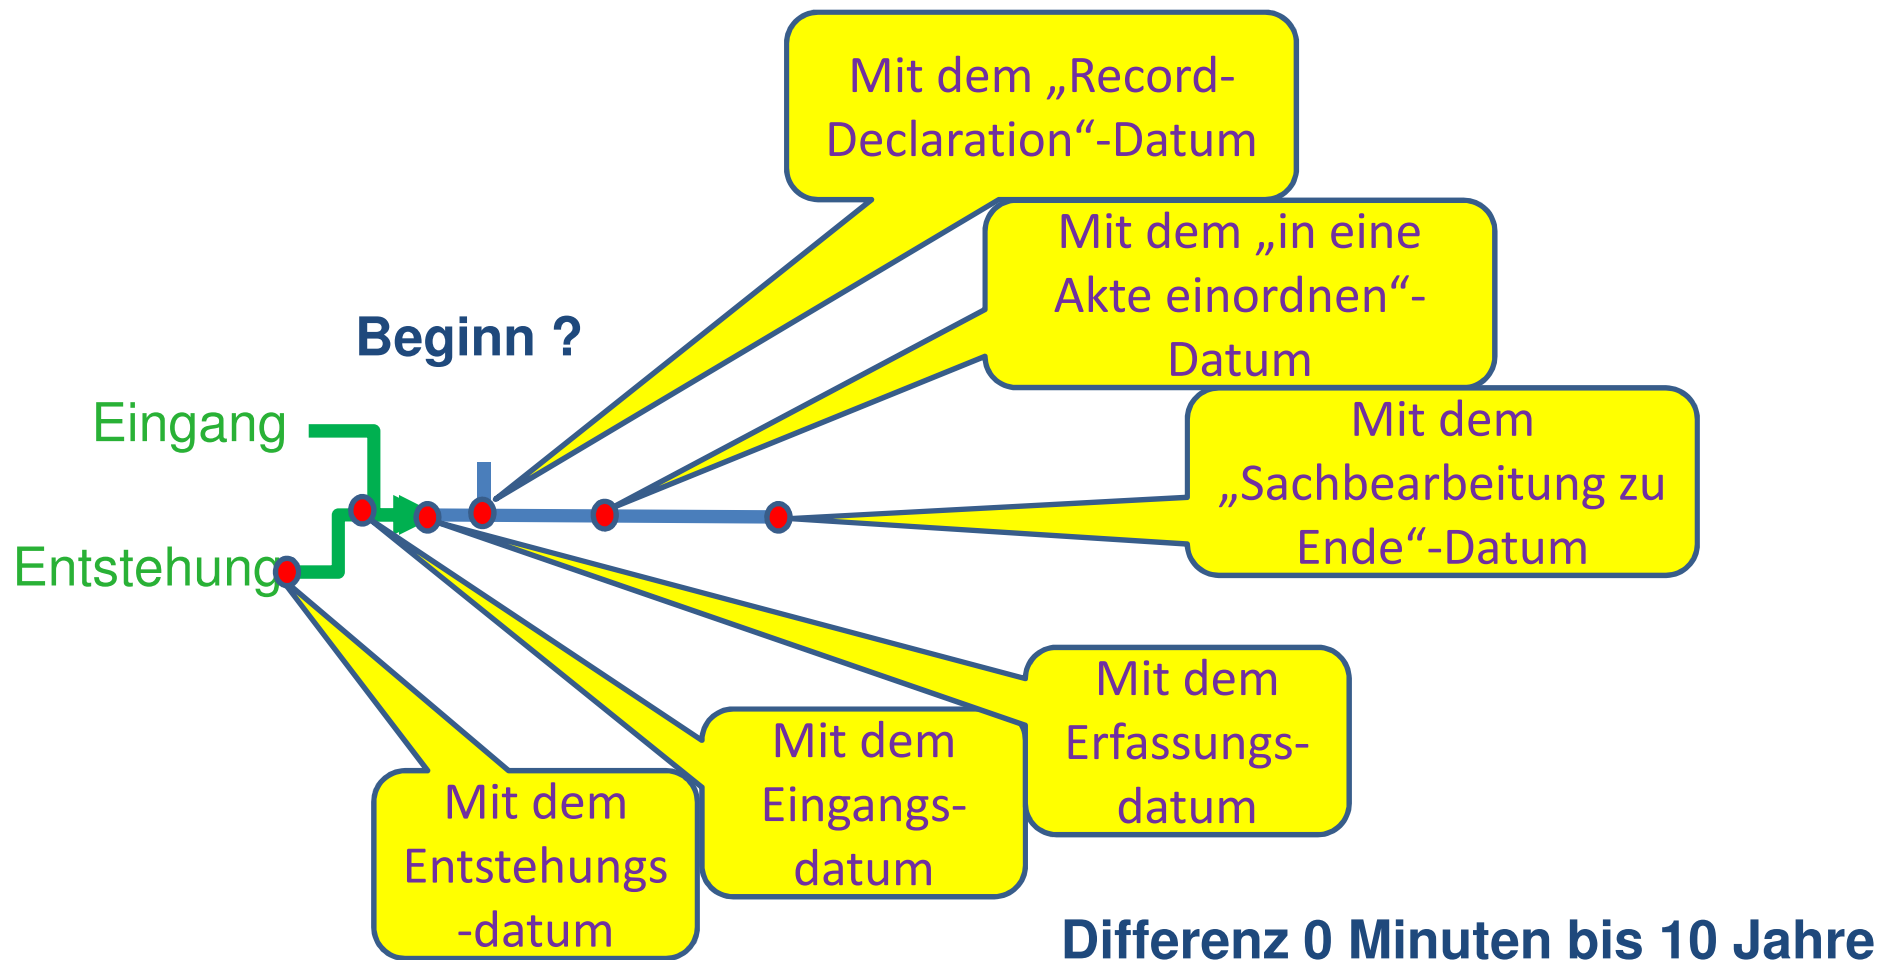 Mit dem „Record-
Declaration“-Datum
Mit dem „in eine
Akte einordnen“-
Datum
Beginn ?
Eingang
Mit dem
„Sachbearbeitung zu
Ende“-Datum
Entstehung
Mit dem
Erfassungs-
datum
Mit dem
Eingangs-
datum
Mit dem
Entstehungs
-datum
Differenz 0 Minuten bis 10 Jahre